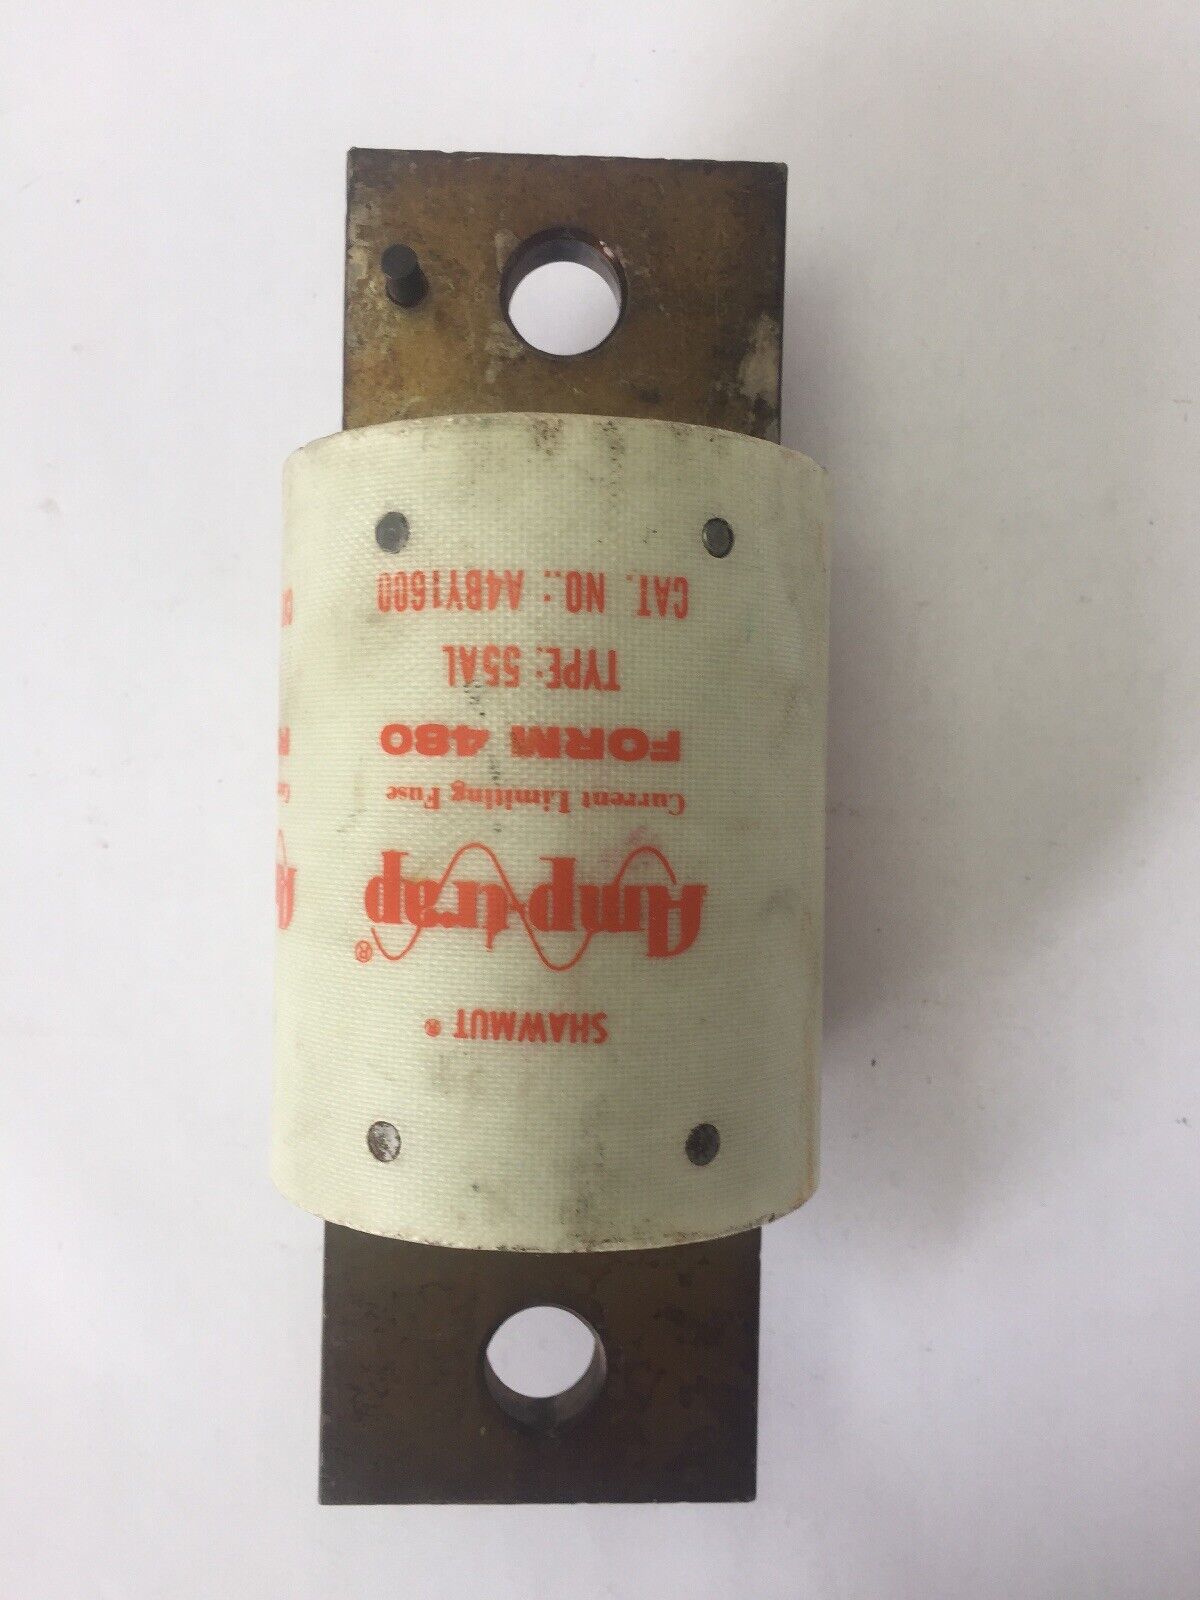 SHAWMUT ®
Amp-trap ®
Current Limiting Fuse
FORM 480
TYPE: 55AL
CAT. NO.: A4BY1600